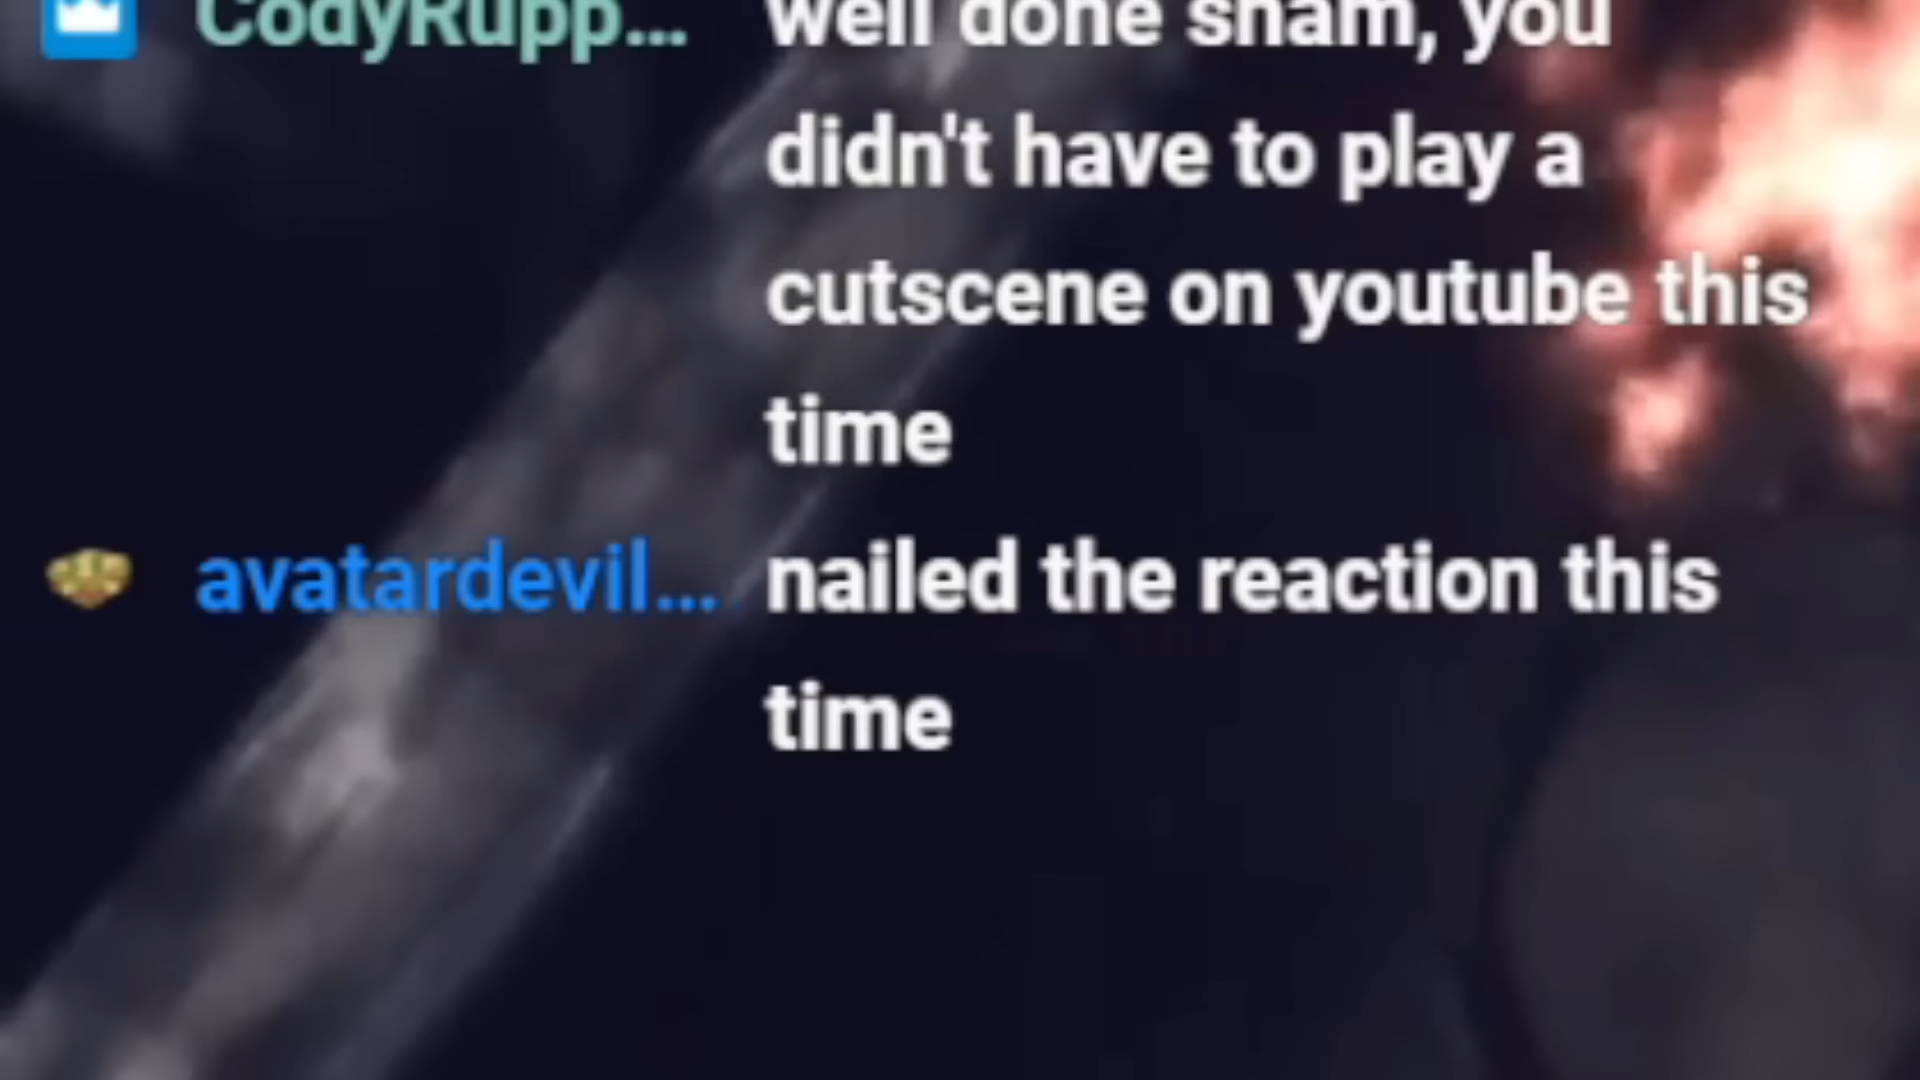 CodyRupp... well done sham, you
didn't have to play a
cutscene on youtube this
time
avatardevil... nailed the reaction this
time